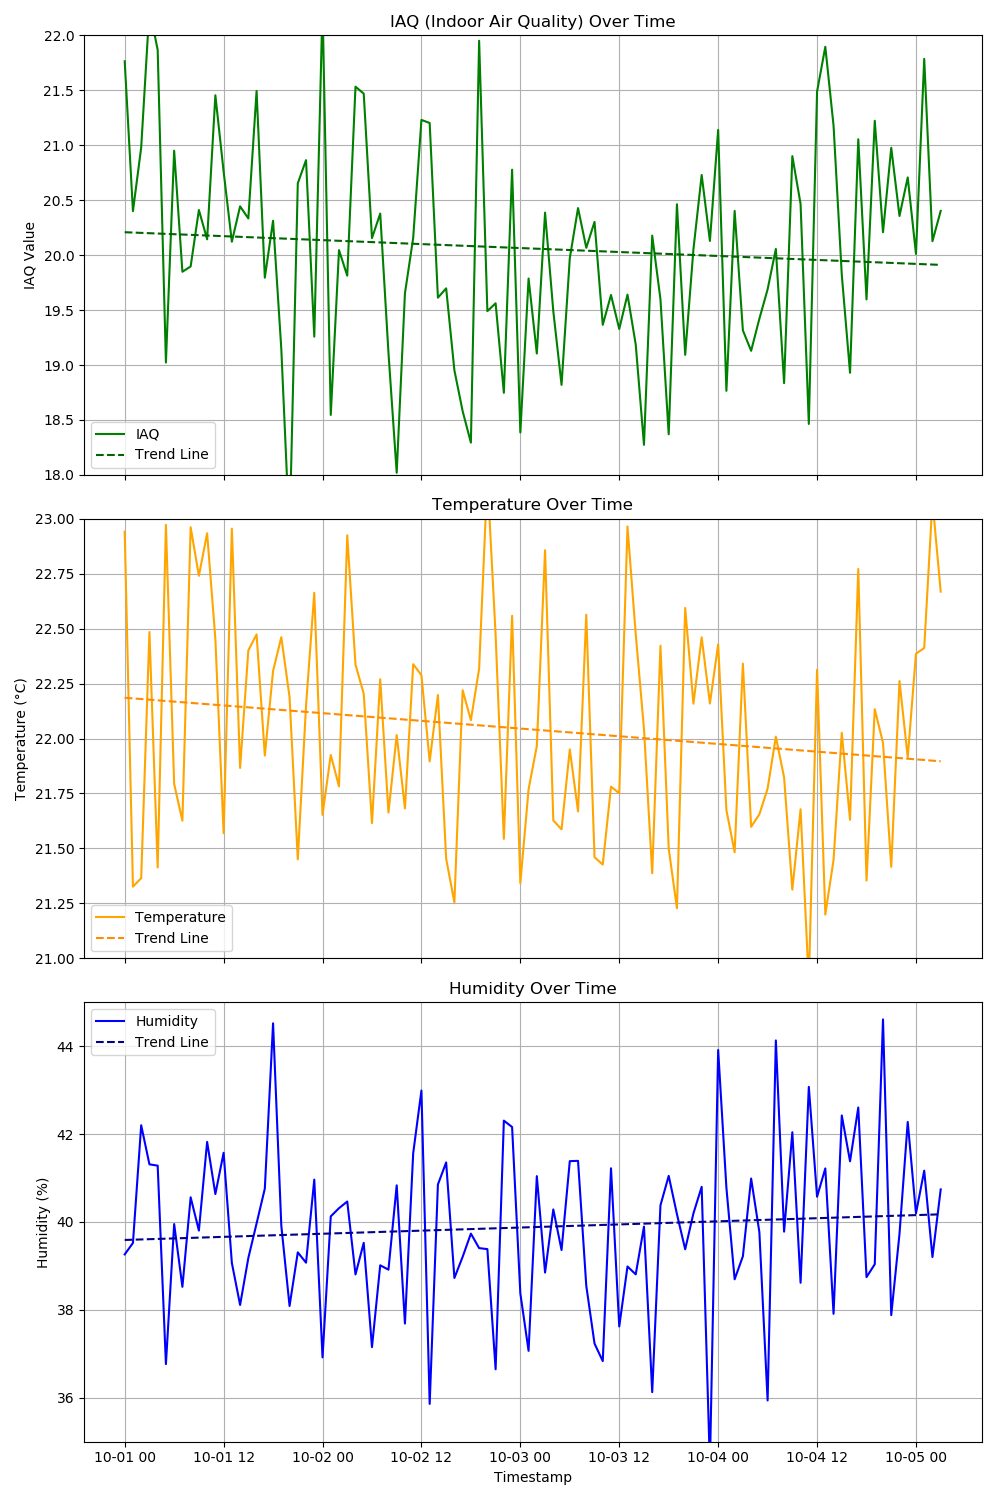 IAQ (Indoor Air Quality) Over Time
22.0
21.5
21.0
20.5
20.0
19.5
19.0
18.5
18.0
IAQ Value
IAQ
Trend Line
Temperature Over Time
23.00
22.75
22.50
22.25
22.00
21.75
21.50
21.25
21.00
Temperature (°C)
Temperature
Trend Line
Humidity Over Time
44
42
40
38
36
Humidity (%)
Humidity
Trend Line
10-01 00 10-01 12 10-02 00 10-02 12 10-03 00 10-03 12 10-04 00 10-04 12 10-05 00
Timestamp